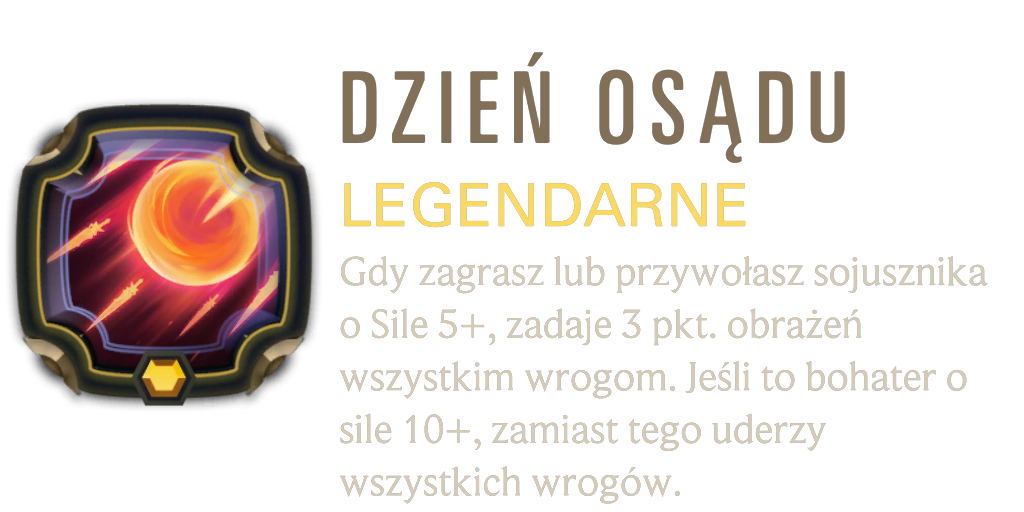 DZIEŃ OSĄDU
LEGENDARNE
Gdy zagrasz lub przywołasz sojusznika
o Sile 5+, zadaje 3 pkt. obrażeń
wszystkim wrogom. Jeśli to bohater o
sile 10+, zamiast tego uderzy
wszystkich wrogów.